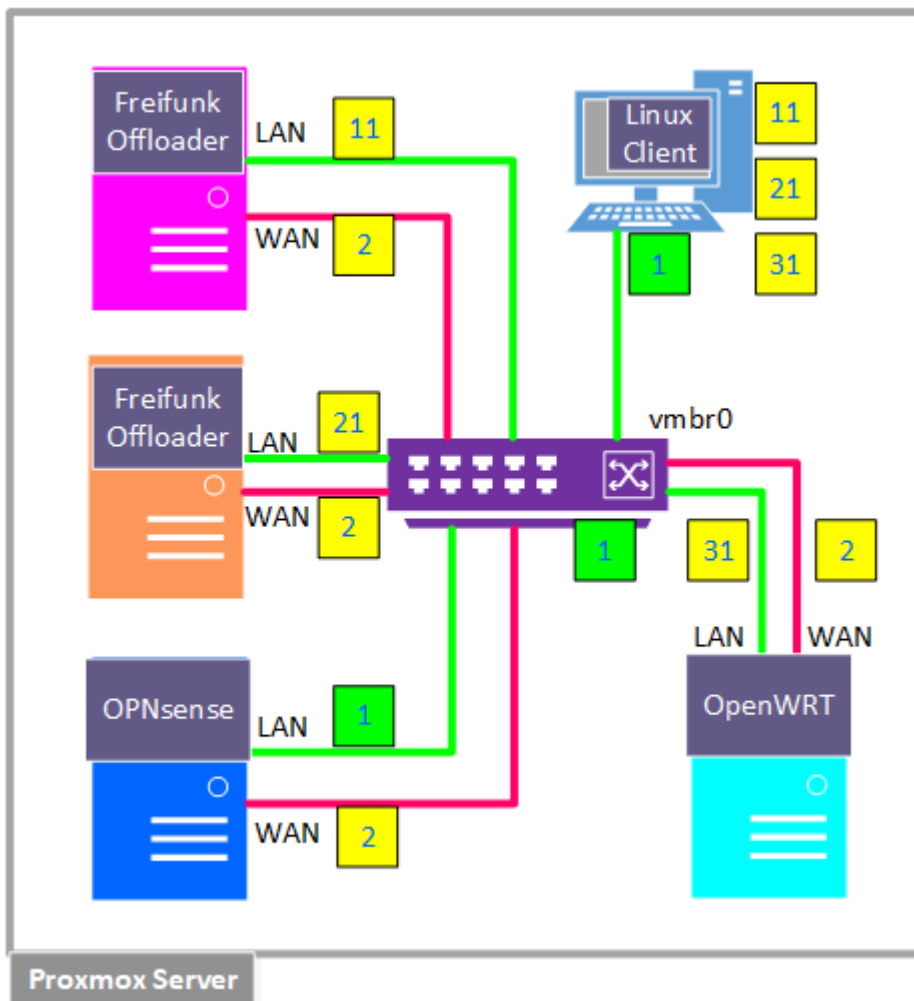 Freifunk
Offloader
LAN
11
WAN
2
Linux
Client
11
21
31
1
Freifunk
Offloader
LAN
21
WAN
2
vmbr0
1
31
2
LAN
WAN
OPNsense
LAN
1
WAN
2
OpenWRT
Proxmox Server